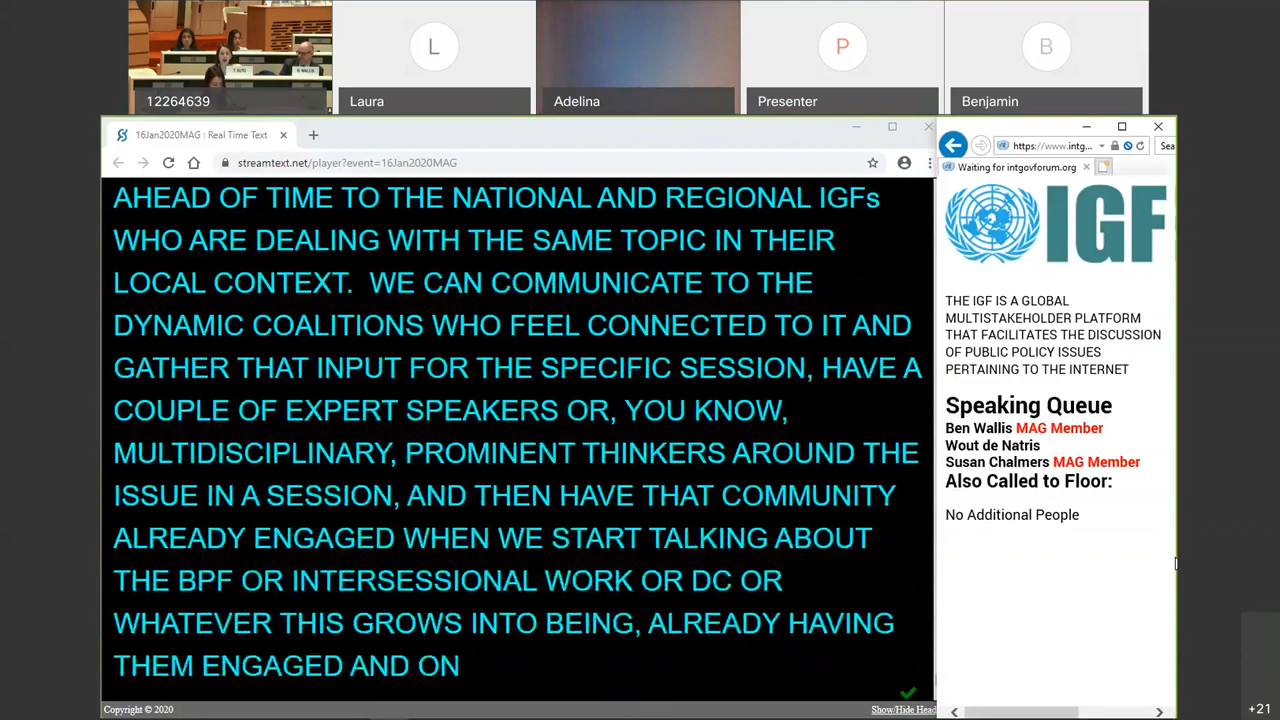 12264639
Laura
Adelina
Presenter
Benjamin
L
P
B
16Jan2020MAG : Real Time Text
streamtext.net/player?event=16Jan2020MAG
AHEAD OF TIME TO THE NATIONAL AND REGIONAL IGFs
WHO ARE DEALING WITH THE SAME TOPIC IN THEIR
LOCAL CONTEXT.  WE CAN COMMUNICATE TO THE
DYNAMIC COALITIONS WHO FEEL CONNECTED TO IT AND
GATHER THAT INPUT FOR THE SPECIFIC SESSION, HAVE A
COUPLE OF EXPERT SPEAKERS OR, YOU KNOW,
MULTIDISCIPLINARY, PROMINENT THINKERS AROUND THE
ISSUE IN A SESSION, AND THEN HAVE THAT COMMUNITY
ALREADY ENGAGED WHEN WE START TALKING ABOUT
THE BPF OR INTERSESSIONAL WORK OR DC OR
WHATEVER THIS GROWS INTO BEING, ALREADY HAVING
THEM ENGAGED AND ON
Copyright © 2020
Show/Hide Head
https://www.intg...
Sea
Waiting for intgovforum.org
IGF
THE IGF IS A GLOBAL
MULTISTAKEHOLDER PLATFORM
THAT FACILITATES THE DISCUSSION
OF PUBLIC POLICY ISSUES
PERTAINING TO THE INTERNET
Speaking Queue
Ben Wallis MAG Member
Wout de Natris
Susan Chalmers MAG Member
Also Called to Floor:
No Additional People
+21